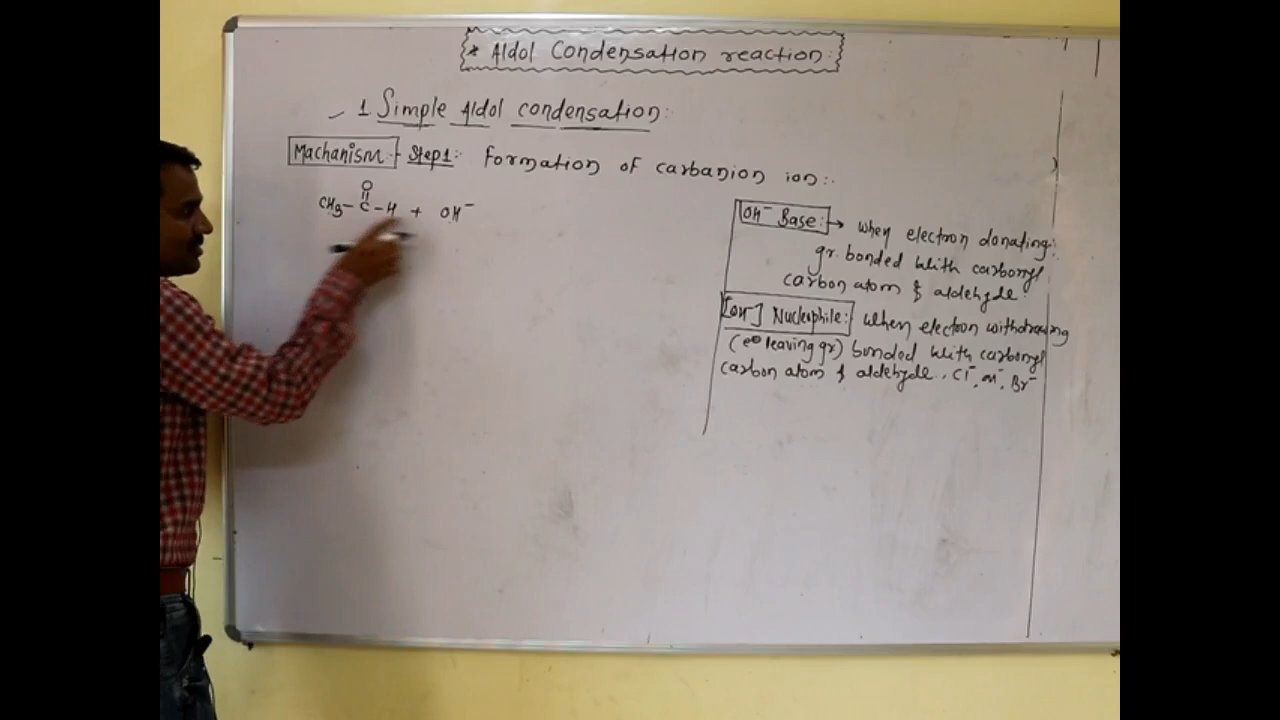 * Aldol Condensation reaction:
1 Simple Aldol condensation:
Machanism:- Step1:- Formation of carbanion ion:-
O
CH3 - C - H + OH⁻
OH⁻ Base: → when electron donating
gr. bonded with carbonyl
carbon atom & aldehyde.
[OH⁻] Nucleophile: when electron withdrawing
(e⊖ leaving gr) bonded with carbonyl
carbon atom & aldehyde. Cl⁻, Br⁻